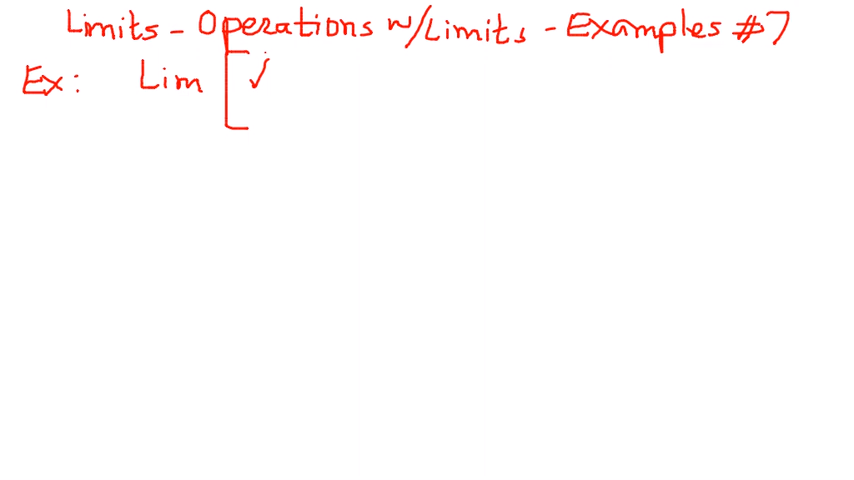 Limits - Operations w/Limits - Examples #7
Ex: Lim [√